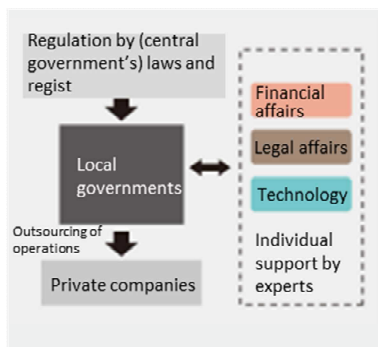 Regulation by (central
government's) laws and
regist
Local
governments
Outsourcing of
operations
Private companies
Financial
affairs
Legal affairs
Technology
Individual
support by
experts